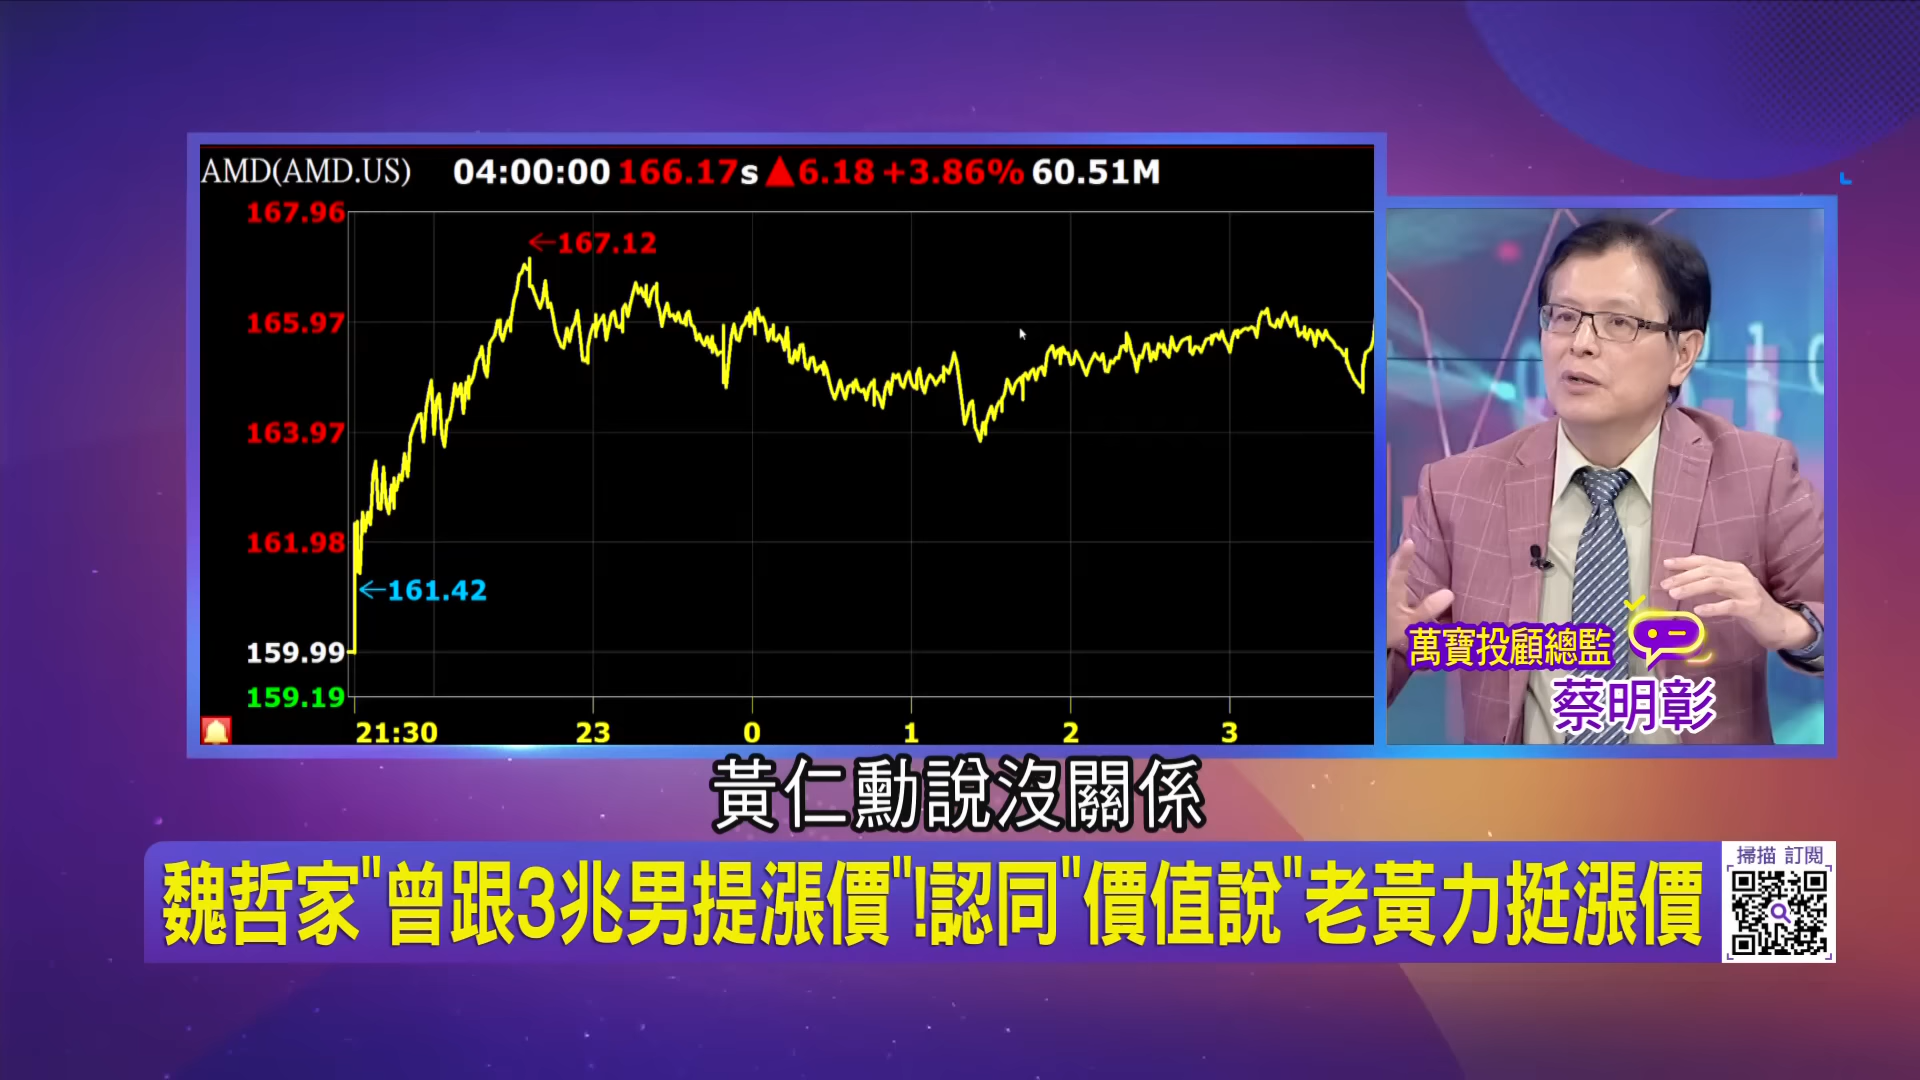 AMD(AMD.US) 04:00:00 166.17s▲6.18 +3.86% 60.51M
167.96
←167.12
165.97
163.97
161.98
←161.42
159.99
159.19
21:30 23 0 1 2 3
萬寶投顧總監
蔡明彰
黃仁勳說沒關係
魏哲家"曾跟3兆男提漲價"!認同"價值說"老黃力挺漲價
掃描 訂閱